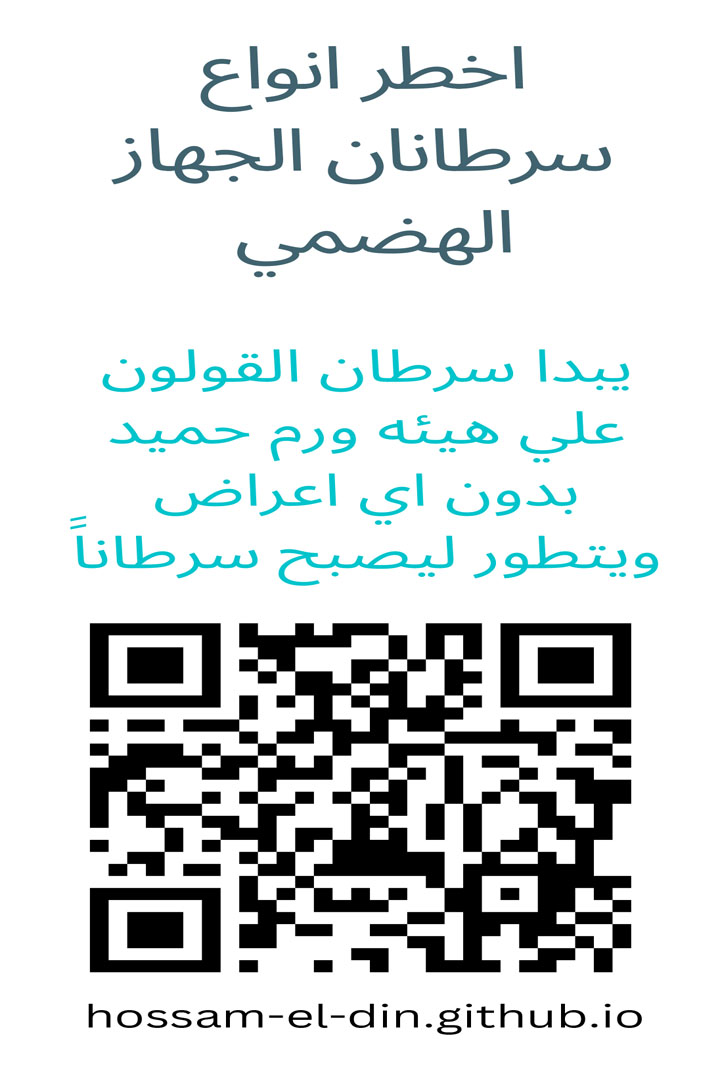 اخطر انواع
سرطانان الجهاز
الهضمي
يبدا سرطان القولون
علي هيئه ورم حميد
بدون اي اعراض
ويتطور ليصبح سرطاناً
hossam-el-din.github.io